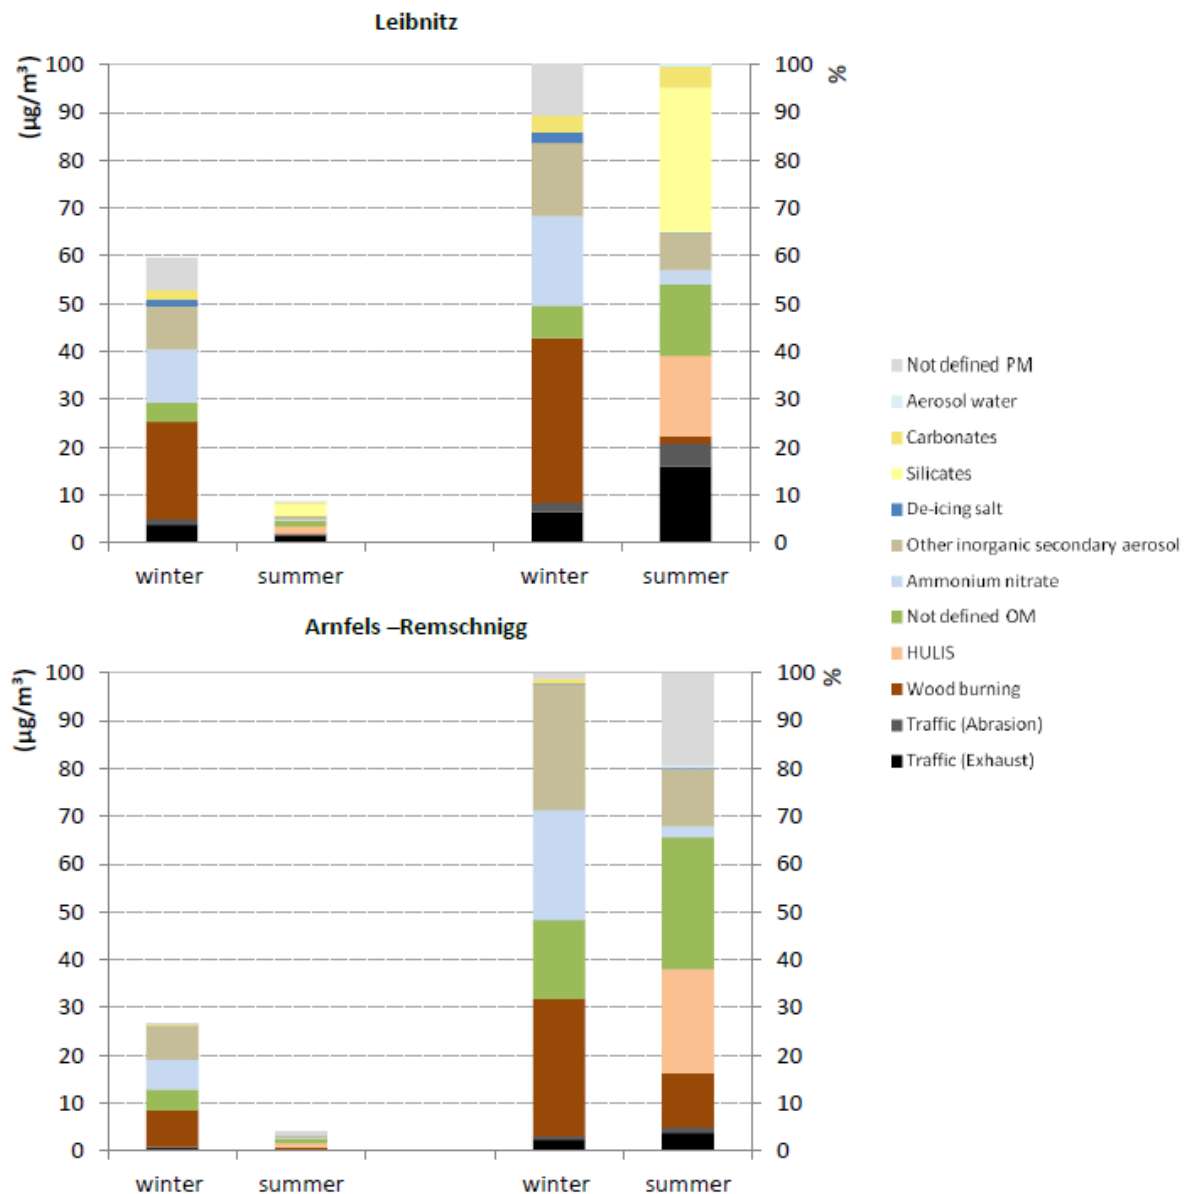 Leibnitz
(µg/m³)
%
100 100
90 90
80 80
70 70
60 60
50 50
40 40
30 30
20 20
10 10
0 0
winter summer winter summer
Not defined PM
Aerosol water
Carbonates
Silicates
De-icing salt
Other inorganic secondary aerosol
Ammonium nitrate
Not defined OM
HULIS
Wood burning
Traffic (Abrasion)
Traffic (Exhaust)
Arnfels –Remschnigg
(µg/m³)
%
100 100
90 90
80 80
70 70
60 60
50 50
40 40
30 30
20 20
10 10
0 0
winter summer winter summer